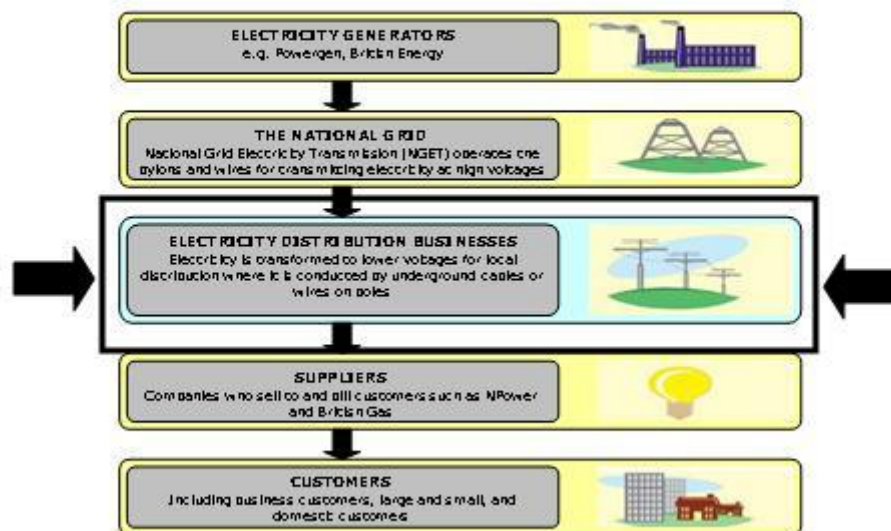 ELECTRICITY GENERATORS
e.g. Powergen, British Energy
THE NATIONAL GRID
National Grid Electricity Transmission (NGET) operates the
pylons and wires for transmitting electricity at high voltages
ELECTRICITY DISTRIBUTION BUSINESSES
Electricity is transformed to lower voltages for local
distribution where it is conducted by underground cables or
wires on poles
SUPPLIERS
Companies who sell to and bill customers such as NPower
and British Gas
CUSTOMERS
Including business customers, large and small, and
domestic customers